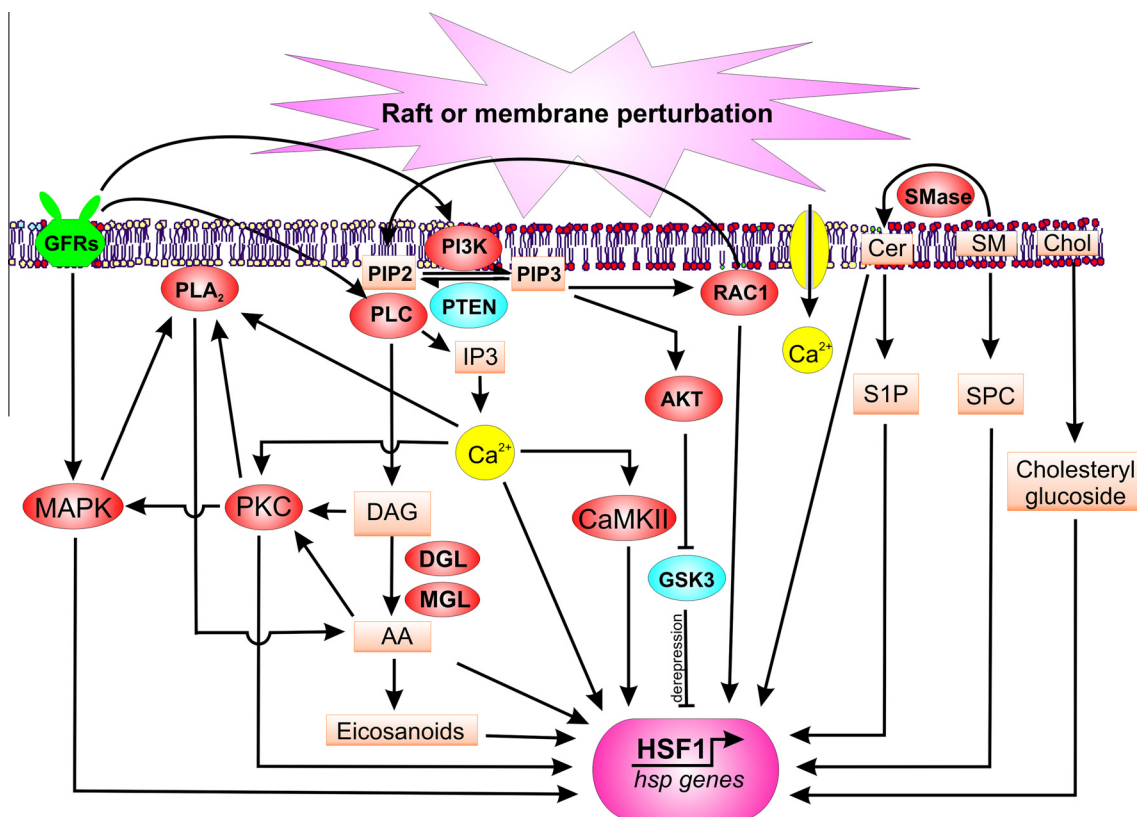 Raft or membrane perturbation
SMase
GFRs
PI3K
Cer
SM
Chol
PIP2
PIP3
PLA₂
PTEN
RAC1
PLC
IP3
Ca²⁺
AKT
S1P
SPC
Ca²⁺
Cholesteryl
glucoside
MAPK
PKC
DAG
CaMKII
DGL
GSK3
MGL
AA
derepression
Eicosanoids
HSF1
hsp genes